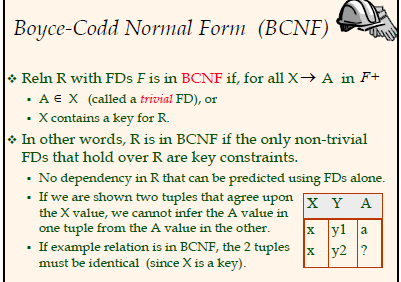 Boyce-Codd Normal Form (BCNF)
❖ Reln R with FDs F is in BCNF if, for all X → A in F+
▪ A ∈ X (called a trivial FD), or
▪ X contains a key for R.
❖ In other words, R is in BCNF if the only non-trivial
FDs that hold over R are key constraints.
▪ No dependency in R that can be predicted using FDs alone.
▪ If we are shown two tuples that agree upon
the X value, we cannot infer the A value in
one tuple from the A value in the other.
▪ If example relation is in BCNF, the 2 tuples
must be identical (since X is a key).
X Y A
x y1 a
x y2 ?